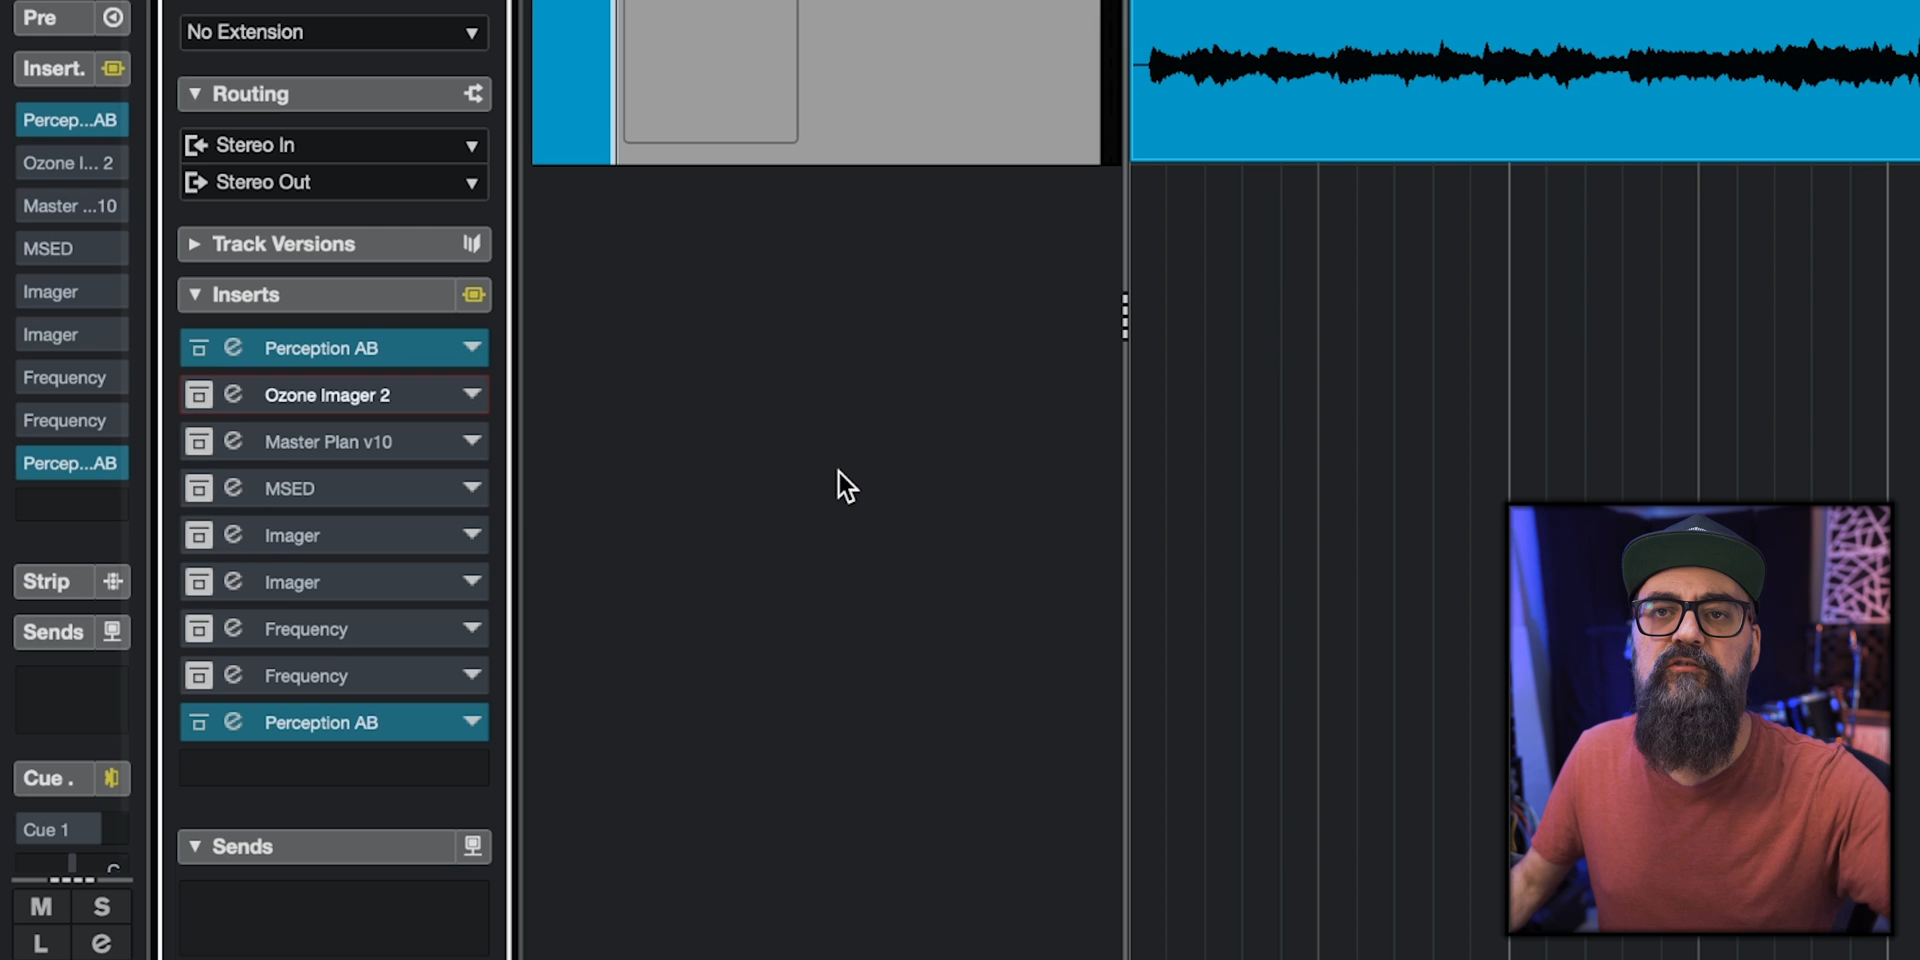 Pre
Insert.
Percep...AB
Ozone I... 2
Master ...10
MSED
Imager
Imager
Frequency
Frequency
Percep...AB
Strip
Sends
Cue .
Cue 1
C
M S
L e
No Extension
Routing
Stereo In
Stereo Out
Track Versions
Inserts
e Perception AB
e Ozone Imager 2
e Master Plan v10
e MSED
e Imager
e Imager
e Frequency
e Frequency
e Perception AB
Sends